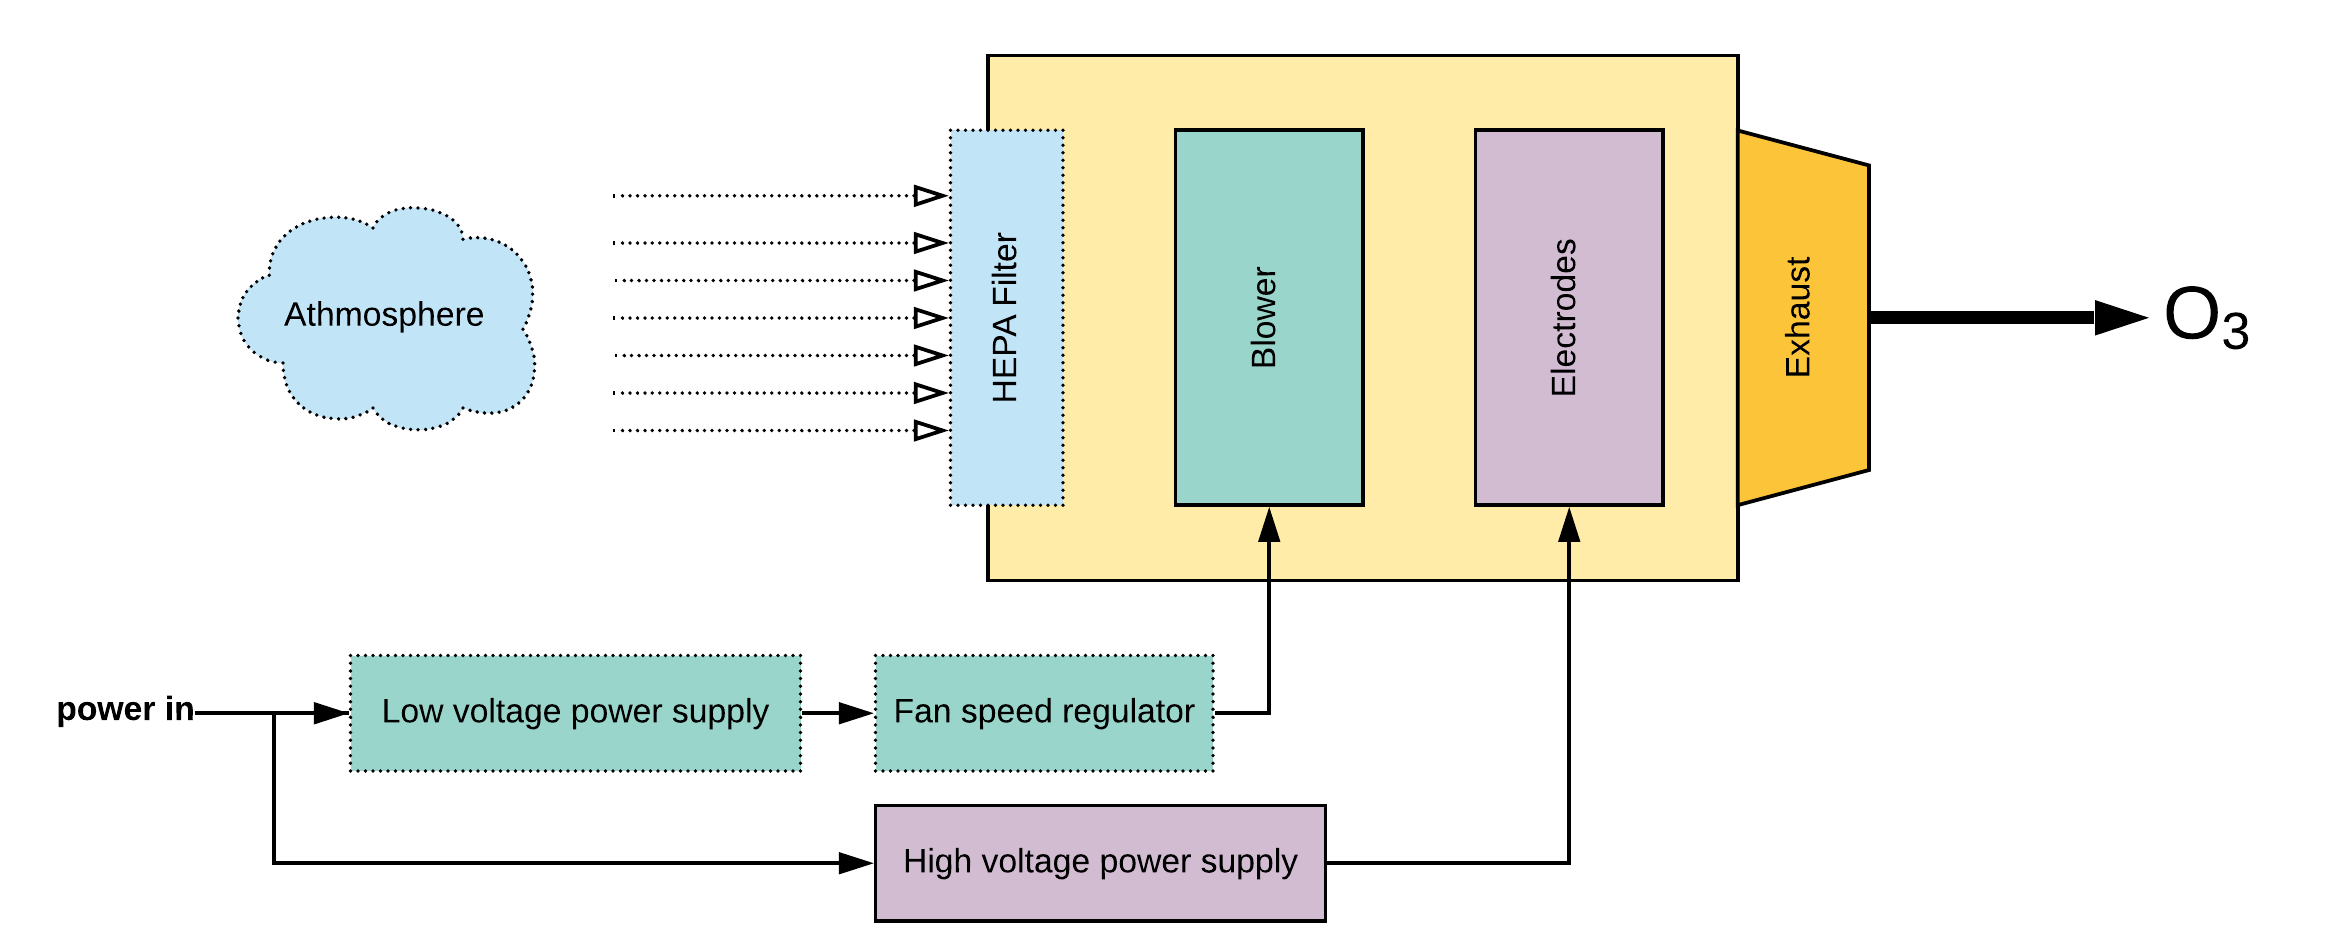 Athmosphere
HEPA Filter
Blower
Electrodes
Exhaust
O₃
power in
Low voltage power supply
Fan speed regulator
High voltage power supply